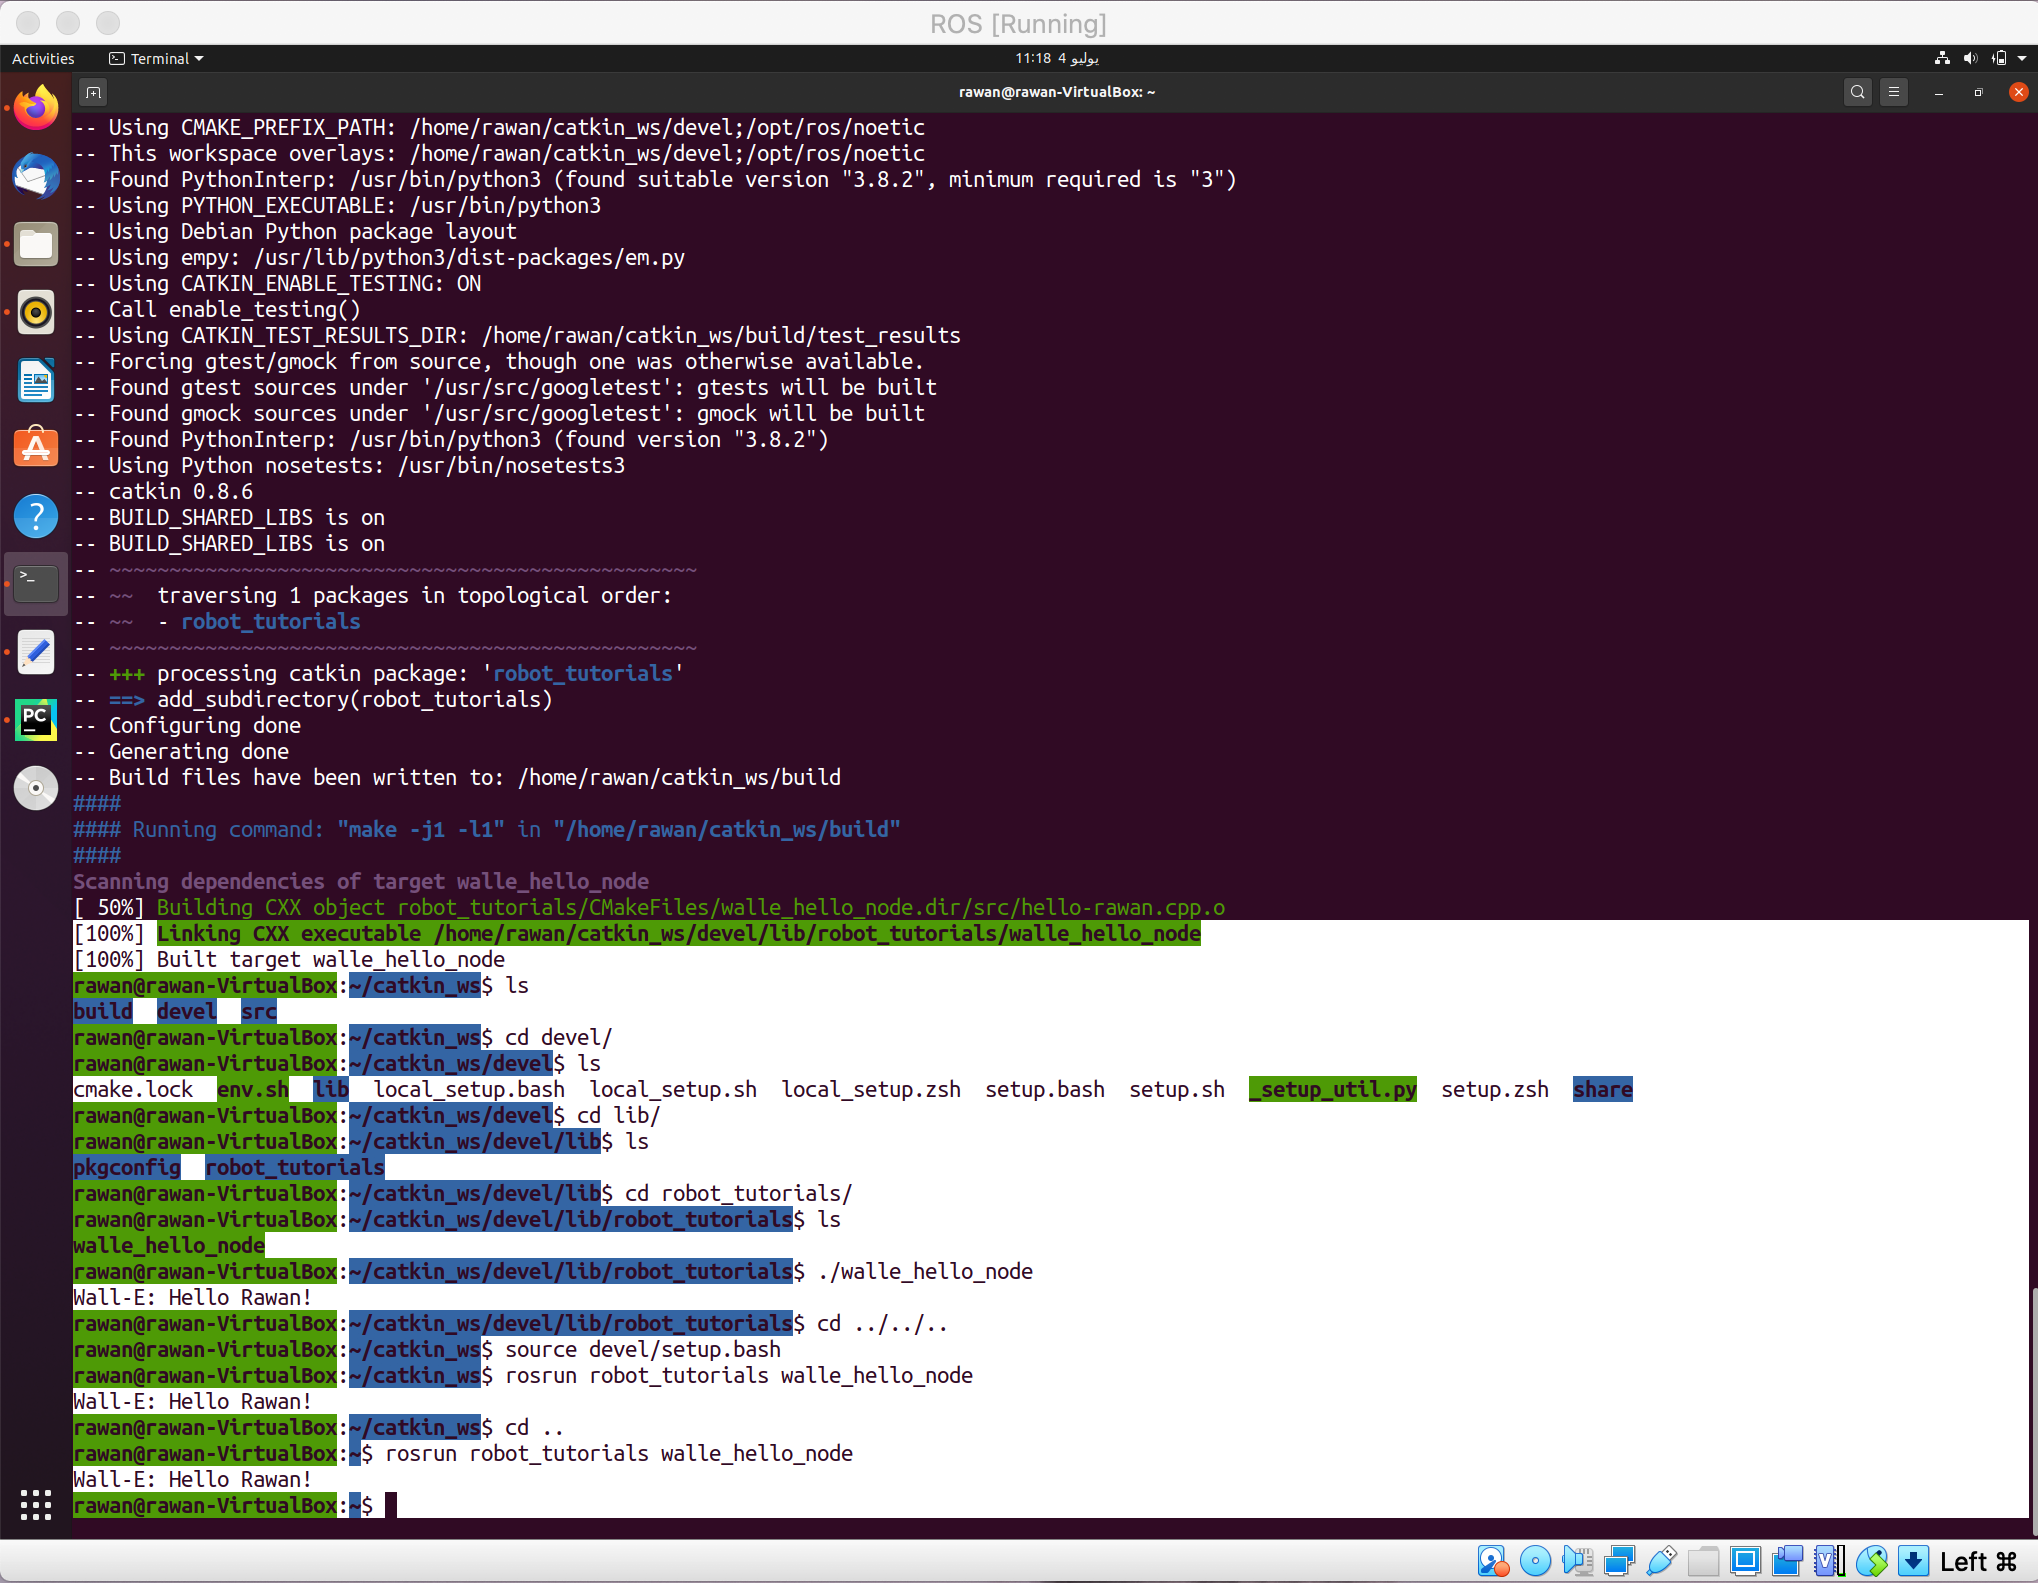 ROS [Running]
Activities Terminal 11:18 4 يوليو
rawan@rawan-VirtualBox: ~
-- Using CMAKE_PREFIX_PATH: /home/rawan/catkin_ws/devel;/opt/ros/noetic
-- This workspace overlays: /home/rawan/catkin_ws/devel;/opt/ros/noetic
-- Found PythonInterp: /usr/bin/python3 (found suitable version "3.8.2", minimum required is "3")
-- Using PYTHON_EXECUTABLE: /usr/bin/python3
-- Using Debian Python package layout
-- Using empy: /usr/lib/python3/dist-packages/em.py
-- Using CATKIN_ENABLE_TESTING: ON
-- Call enable_testing()
-- Using CATKIN_TEST_RESULTS_DIR: /home/rawan/catkin_ws/build/test_results
-- Forcing gtest/gmock from source, though one was otherwise available.
-- Found gtest sources under '/usr/src/googletest': gtests will be built
-- Found gmock sources under '/usr/src/googletest': gmock will be built
-- Found PythonInterp: /usr/bin/python3 (found version "3.8.2")
-- Using Python nosetests: /usr/bin/nosetests3
-- catkin 0.8.6
-- BUILD_SHARED_LIBS is on
-- BUILD_SHARED_LIBS is on
-- ~~~~~~~~~~~~~~~~~~~~~~~~~~~~~~~~~~~~~~~~~~~~~~~~~
-- ~~  traversing 1 packages in topological order:
-- ~~  - robot_tutorials
-- ~~~~~~~~~~~~~~~~~~~~~~~~~~~~~~~~~~~~~~~~~~~~~~~~~
-- +++ processing catkin package: 'robot_tutorials'
-- ==> add_subdirectory(robot_tutorials)
-- Configuring done
-- Generating done
-- Build files have been written to: /home/rawan/catkin_ws/build
####
#### Running command: "make -j1 -l1" in "/home/rawan/catkin_ws/build"
####
Scanning dependencies of target walle_hello_node
[ 50%] Building CXX object robot_tutorials/CMakeFiles/walle_hello_node.dir/src/hello-rawan.cpp.o
[100%] Linking CXX executable /home/rawan/catkin_ws/devel/lib/robot_tutorials/walle_hello_node
[100%] Built target walle_hello_node
rawan@rawan-VirtualBox:~/catkin_ws$ ls
build  devel  src
rawan@rawan-VirtualBox:~/catkin_ws$ cd devel/
rawan@rawan-VirtualBox:~/catkin_ws/devel$ ls
cmake.lock  env.sh  lib  local_setup.bash  local_setup.sh  local_setup.zsh  setup.bash  setup.sh  _setup_util.py  setup.zsh  share
rawan@rawan-VirtualBox:~/catkin_ws/devel$ cd lib/
rawan@rawan-VirtualBox:~/catkin_ws/devel/lib$ ls
pkgconfig  robot_tutorials
rawan@rawan-VirtualBox:~/catkin_ws/devel/lib$ cd robot_tutorials/
rawan@rawan-VirtualBox:~/catkin_ws/devel/lib/robot_tutorials$ ls
walle_hello_node
rawan@rawan-VirtualBox:~/catkin_ws/devel/lib/robot_tutorials$ ./walle_hello_node
Wall-E: Hello Rawan!
rawan@rawan-VirtualBox:~/catkin_ws/devel/lib/robot_tutorials$ cd ../../..
rawan@rawan-VirtualBox:~/catkin_ws$ source devel/setup.bash
rawan@rawan-VirtualBox:~/catkin_ws$ rosrun robot_tutorials walle_hello_node
Wall-E: Hello Rawan!
rawan@rawan-VirtualBox:~/catkin_ws$ cd ..
rawan@rawan-VirtualBox:~$ rosrun robot_tutorials walle_hello_node
Wall-E: Hello Rawan!
rawan@rawan-VirtualBox:~$
PC
Left ⌘